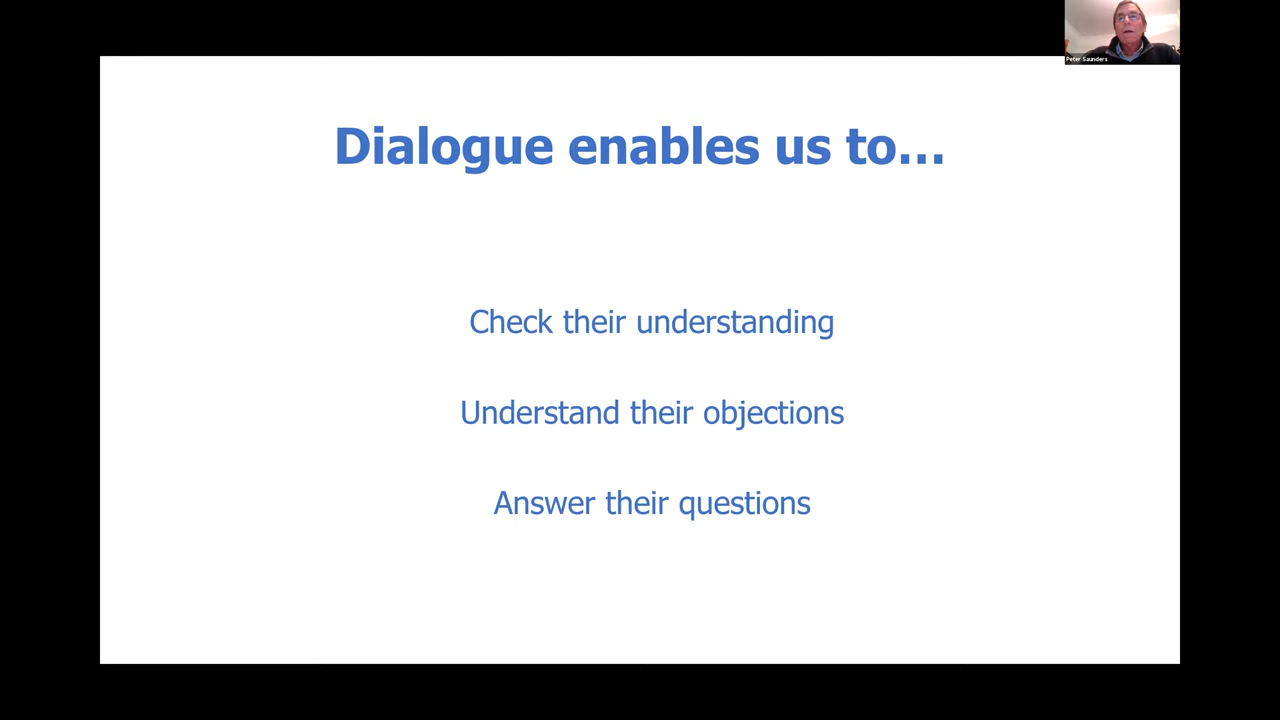 Peter Saunders
Dialogue enables us to...
Check their understanding
Understand their objections
Answer their questions